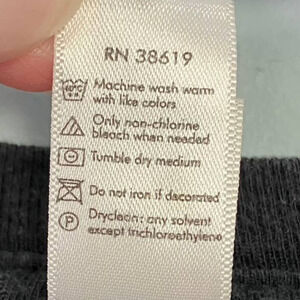 RN 38619
40°C
Machine wash warm
with like colors
Only non-chlorine
bleach when needed
Tumble dry medium
Do not iron if decorated
P
Dryclean: any solvent
except trichloroethylene